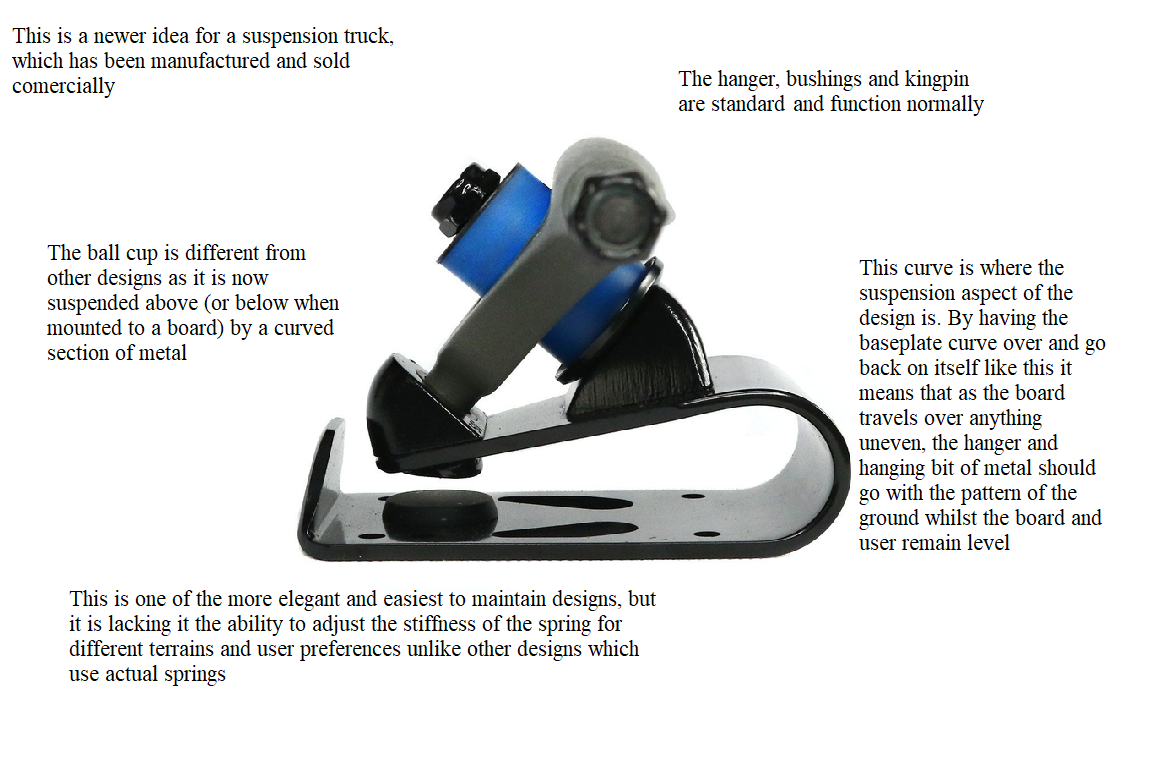 This is a newer idea for a suspension truck,
which has been manufactured and sold
comercially
The hanger, bushings and kingpin
are standard and function normally
The ball cup is different from
other designs as it is now
suspended above (or below when
mounted to a board) by a curved
section of metal
This curve is where the
suspension aspect of the
design is. By having the
baseplate curve over and go
back on itself like this it
means that as the board
travels over anything
uneven, the hanger and
hanging bit of metal should
go with the pattern of the
ground whilst the board and
user remain level
This is one of the more elegant and easiest to maintain designs, but
it is lacking it the ability to adjust the stiffness of the spring for
different terrains and user preferences unlike other designs which
use actual springs